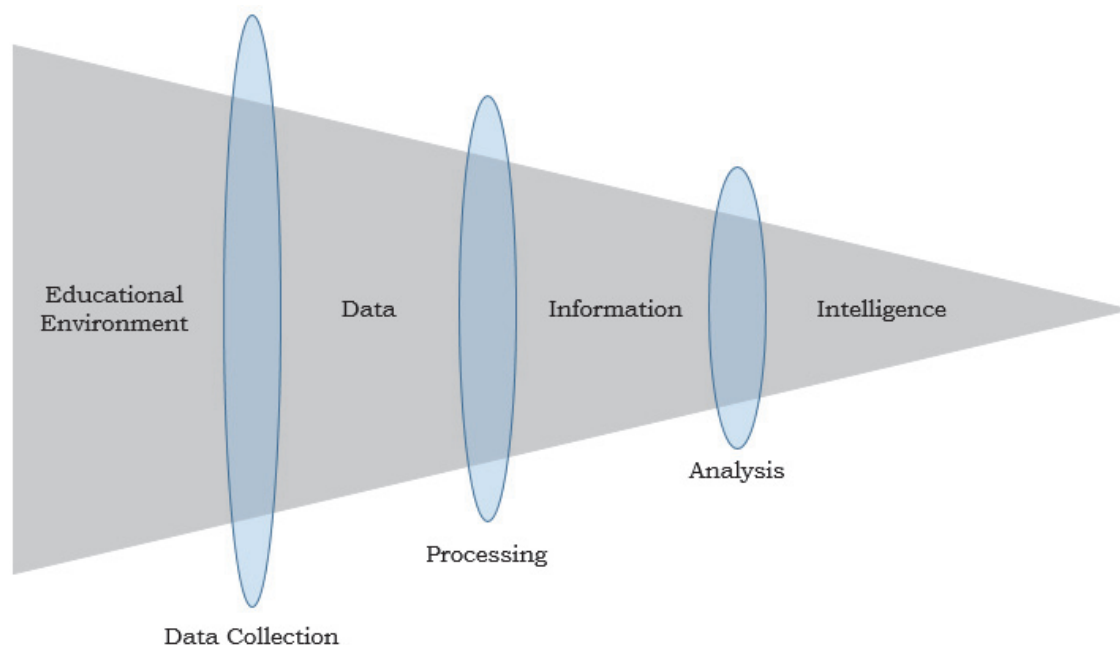 Educational
Environment
Data
Information
Intelligence
Analysis
Processing
Data Collection